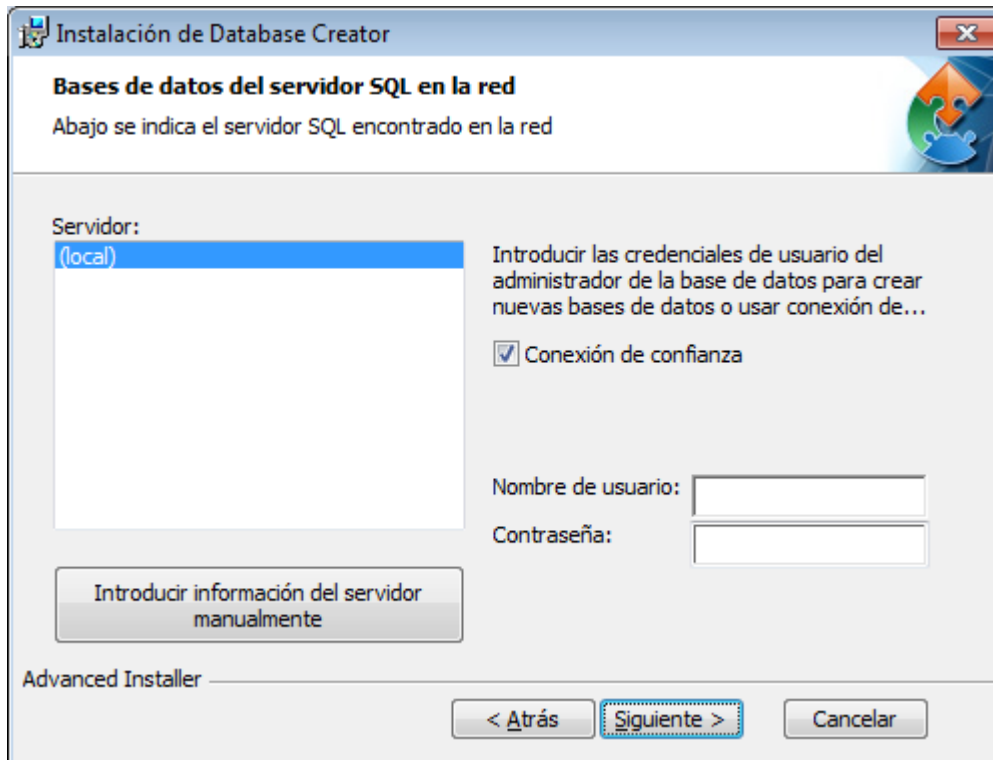 Instalación de Database Creator
Bases de datos del servidor SQL en la red
Abajo se indica el servidor SQL encontrado en la red
Servidor:
(local)
Introducir las credenciales de usuario del
administrador de la base de datos para crear
nuevas bases de datos o usar conexión de...
Conexión de confianza
Nombre de usuario:
Contraseña:
Introducir información del servidor
manualmente
Advanced Installer
< Atrás
Siguiente >
Cancelar